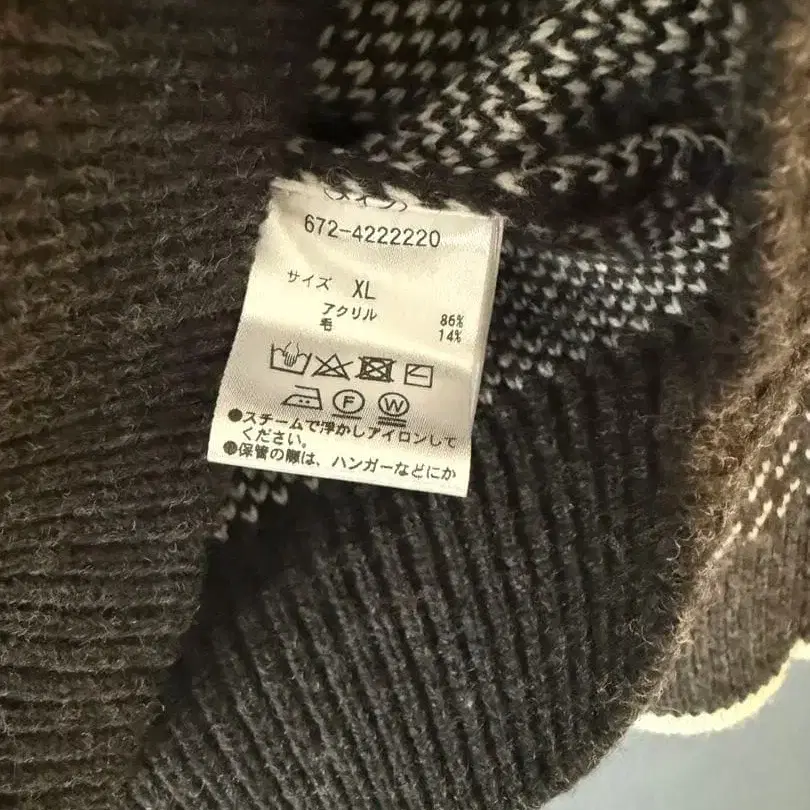 672-4222220
サイズ XL
アクリル 86%
毛 14%
F W
●スチームで浮かしアイロンして
ください。
●保管の際は、ハンガーなどにか